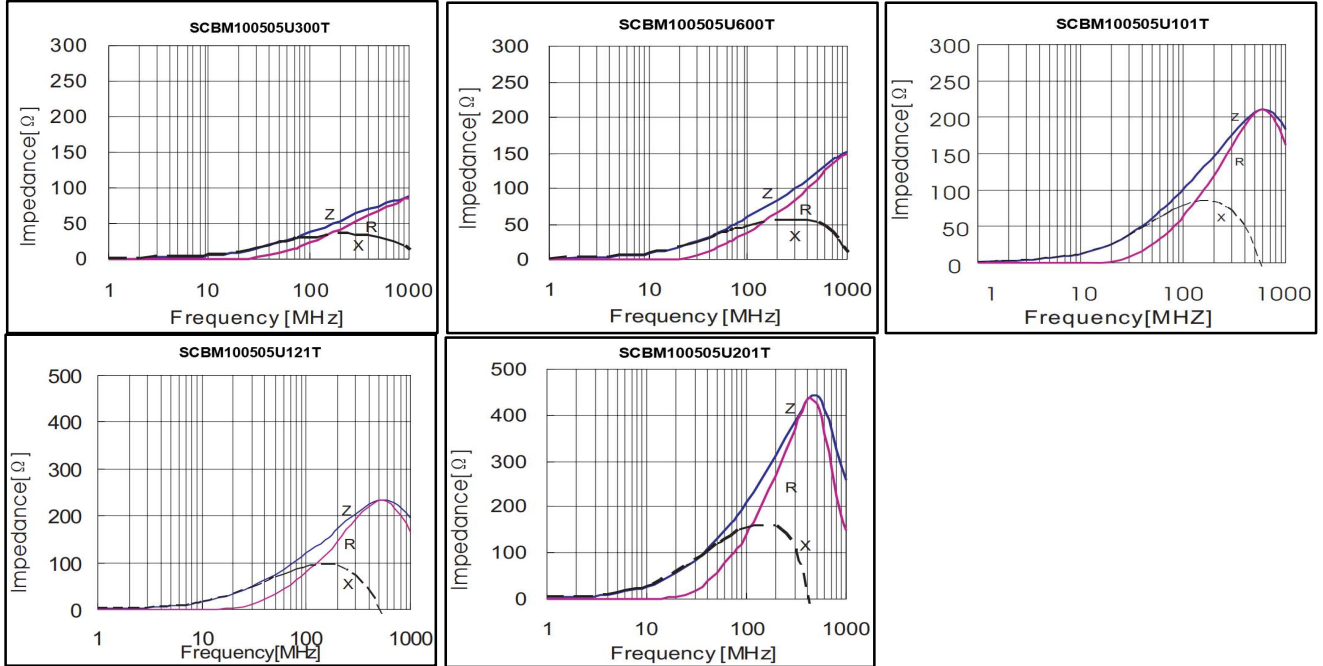 SCBM100505U300T
300
250
200
150
100
50
0
Impedance[Ω]
Z
R
X
1 10 100 1000
Frequency [MHz]
SCBM100505U600T
300
250
200
150
100
50
0
Impedance[Ω]
Z
R
X
1 10 100 1000
Frequency [MHz]
SCBM100505U101T
300
250
200
150
100
50
0
Impedance[Ω]
Z
R
X
1 10 100 1000
Frequency[MHZ]
SCBM100505U121T
500
400
300
200
100
0
Impedance[Ω]
Z
R
X
1 10 100 1000
Frequency[MHz]
SCBM100505U201T
500
400
300
200
100
0
Impedance[Ω]
Z
R
X
1 10 100 1000
Frequency[MHz]